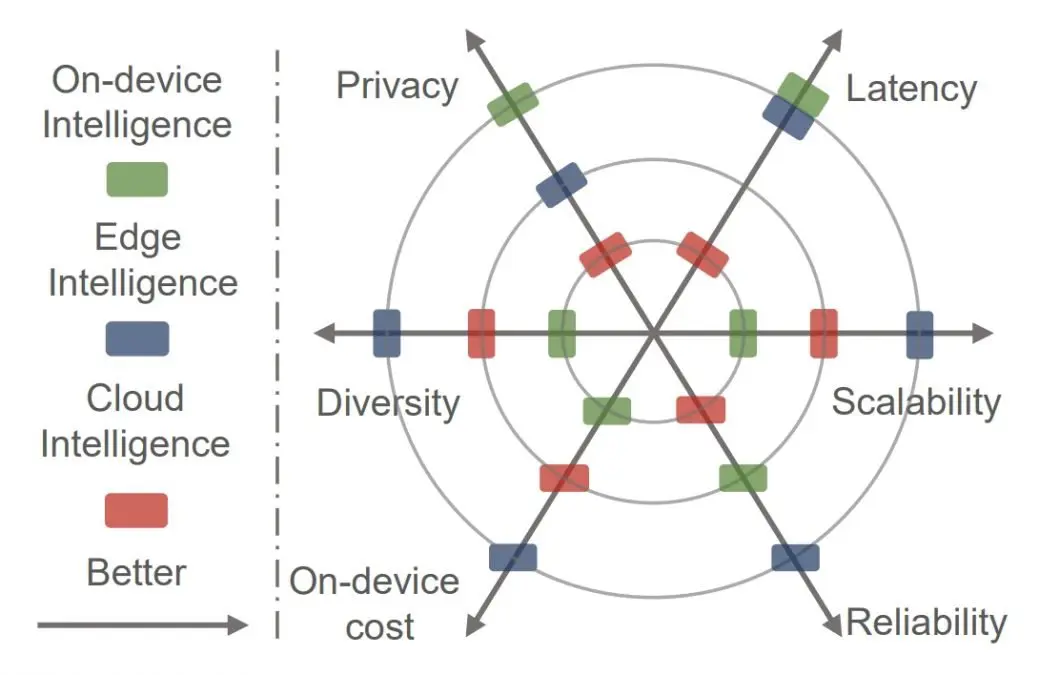 On-device
Intelligence
Edge
Intelligence
Cloud
Intelligence
Better
Privacy
Latency
Diversity
Scalability
On-device
cost
Reliability